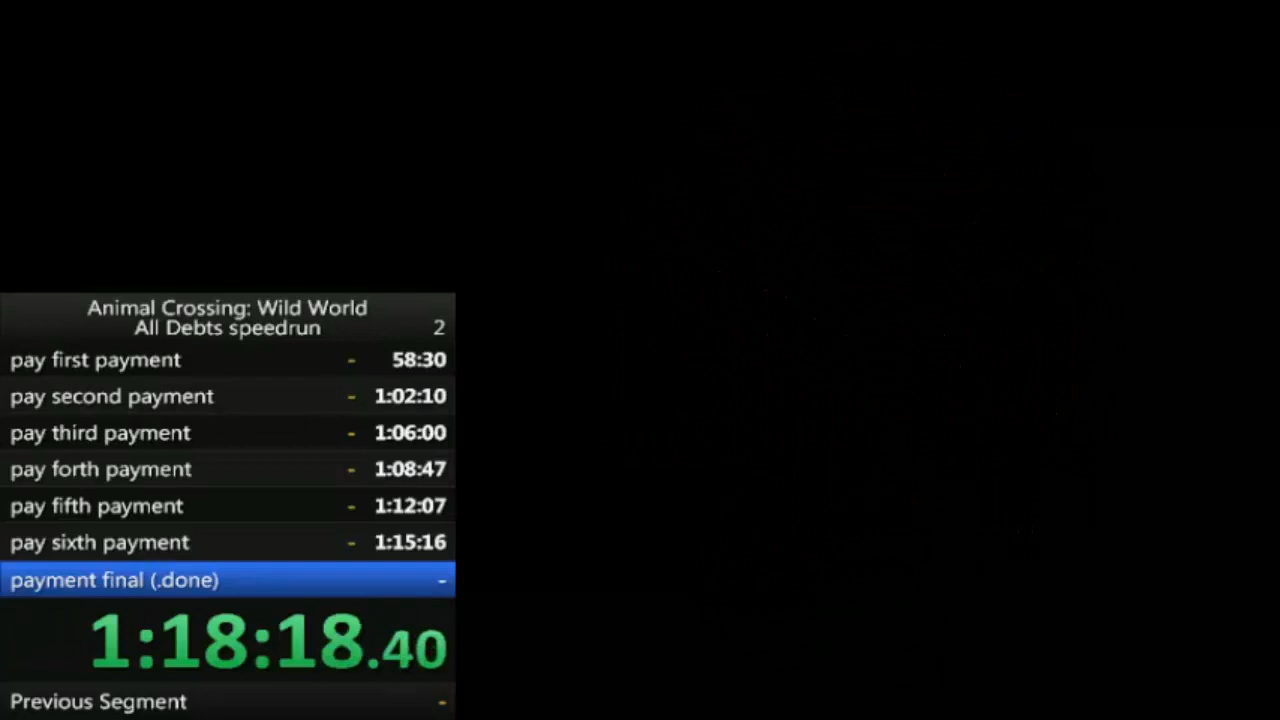 Animal Crossing: Wild World
All Debts speedrun 2
pay first payment - 58:30
pay second payment - 1:02:10
pay third payment - 1:06:00
pay forth payment - 1:08:47
pay fifth payment - 1:12:07
pay sixth payment - 1:15:16
payment final (.done) -
1:18:18.40
Previous Segment -